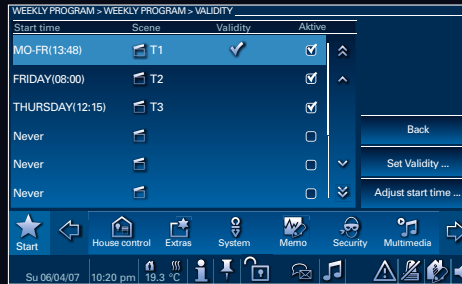 WEEKLY PROGRAM > WEEKLY PROGRAM > VALIDITY
Start time Scene Validity Aktive
MO-FR(13:48) T1
FRIDAY(08:00) T2
THURSDAY(12:15) T3
Never
Never
Never
Back
Set Validity ...
Adjust start time ...
Start House control Extras System Memo Security Multimedia
Su 06/04/07 10:20 pm 19.3 °C